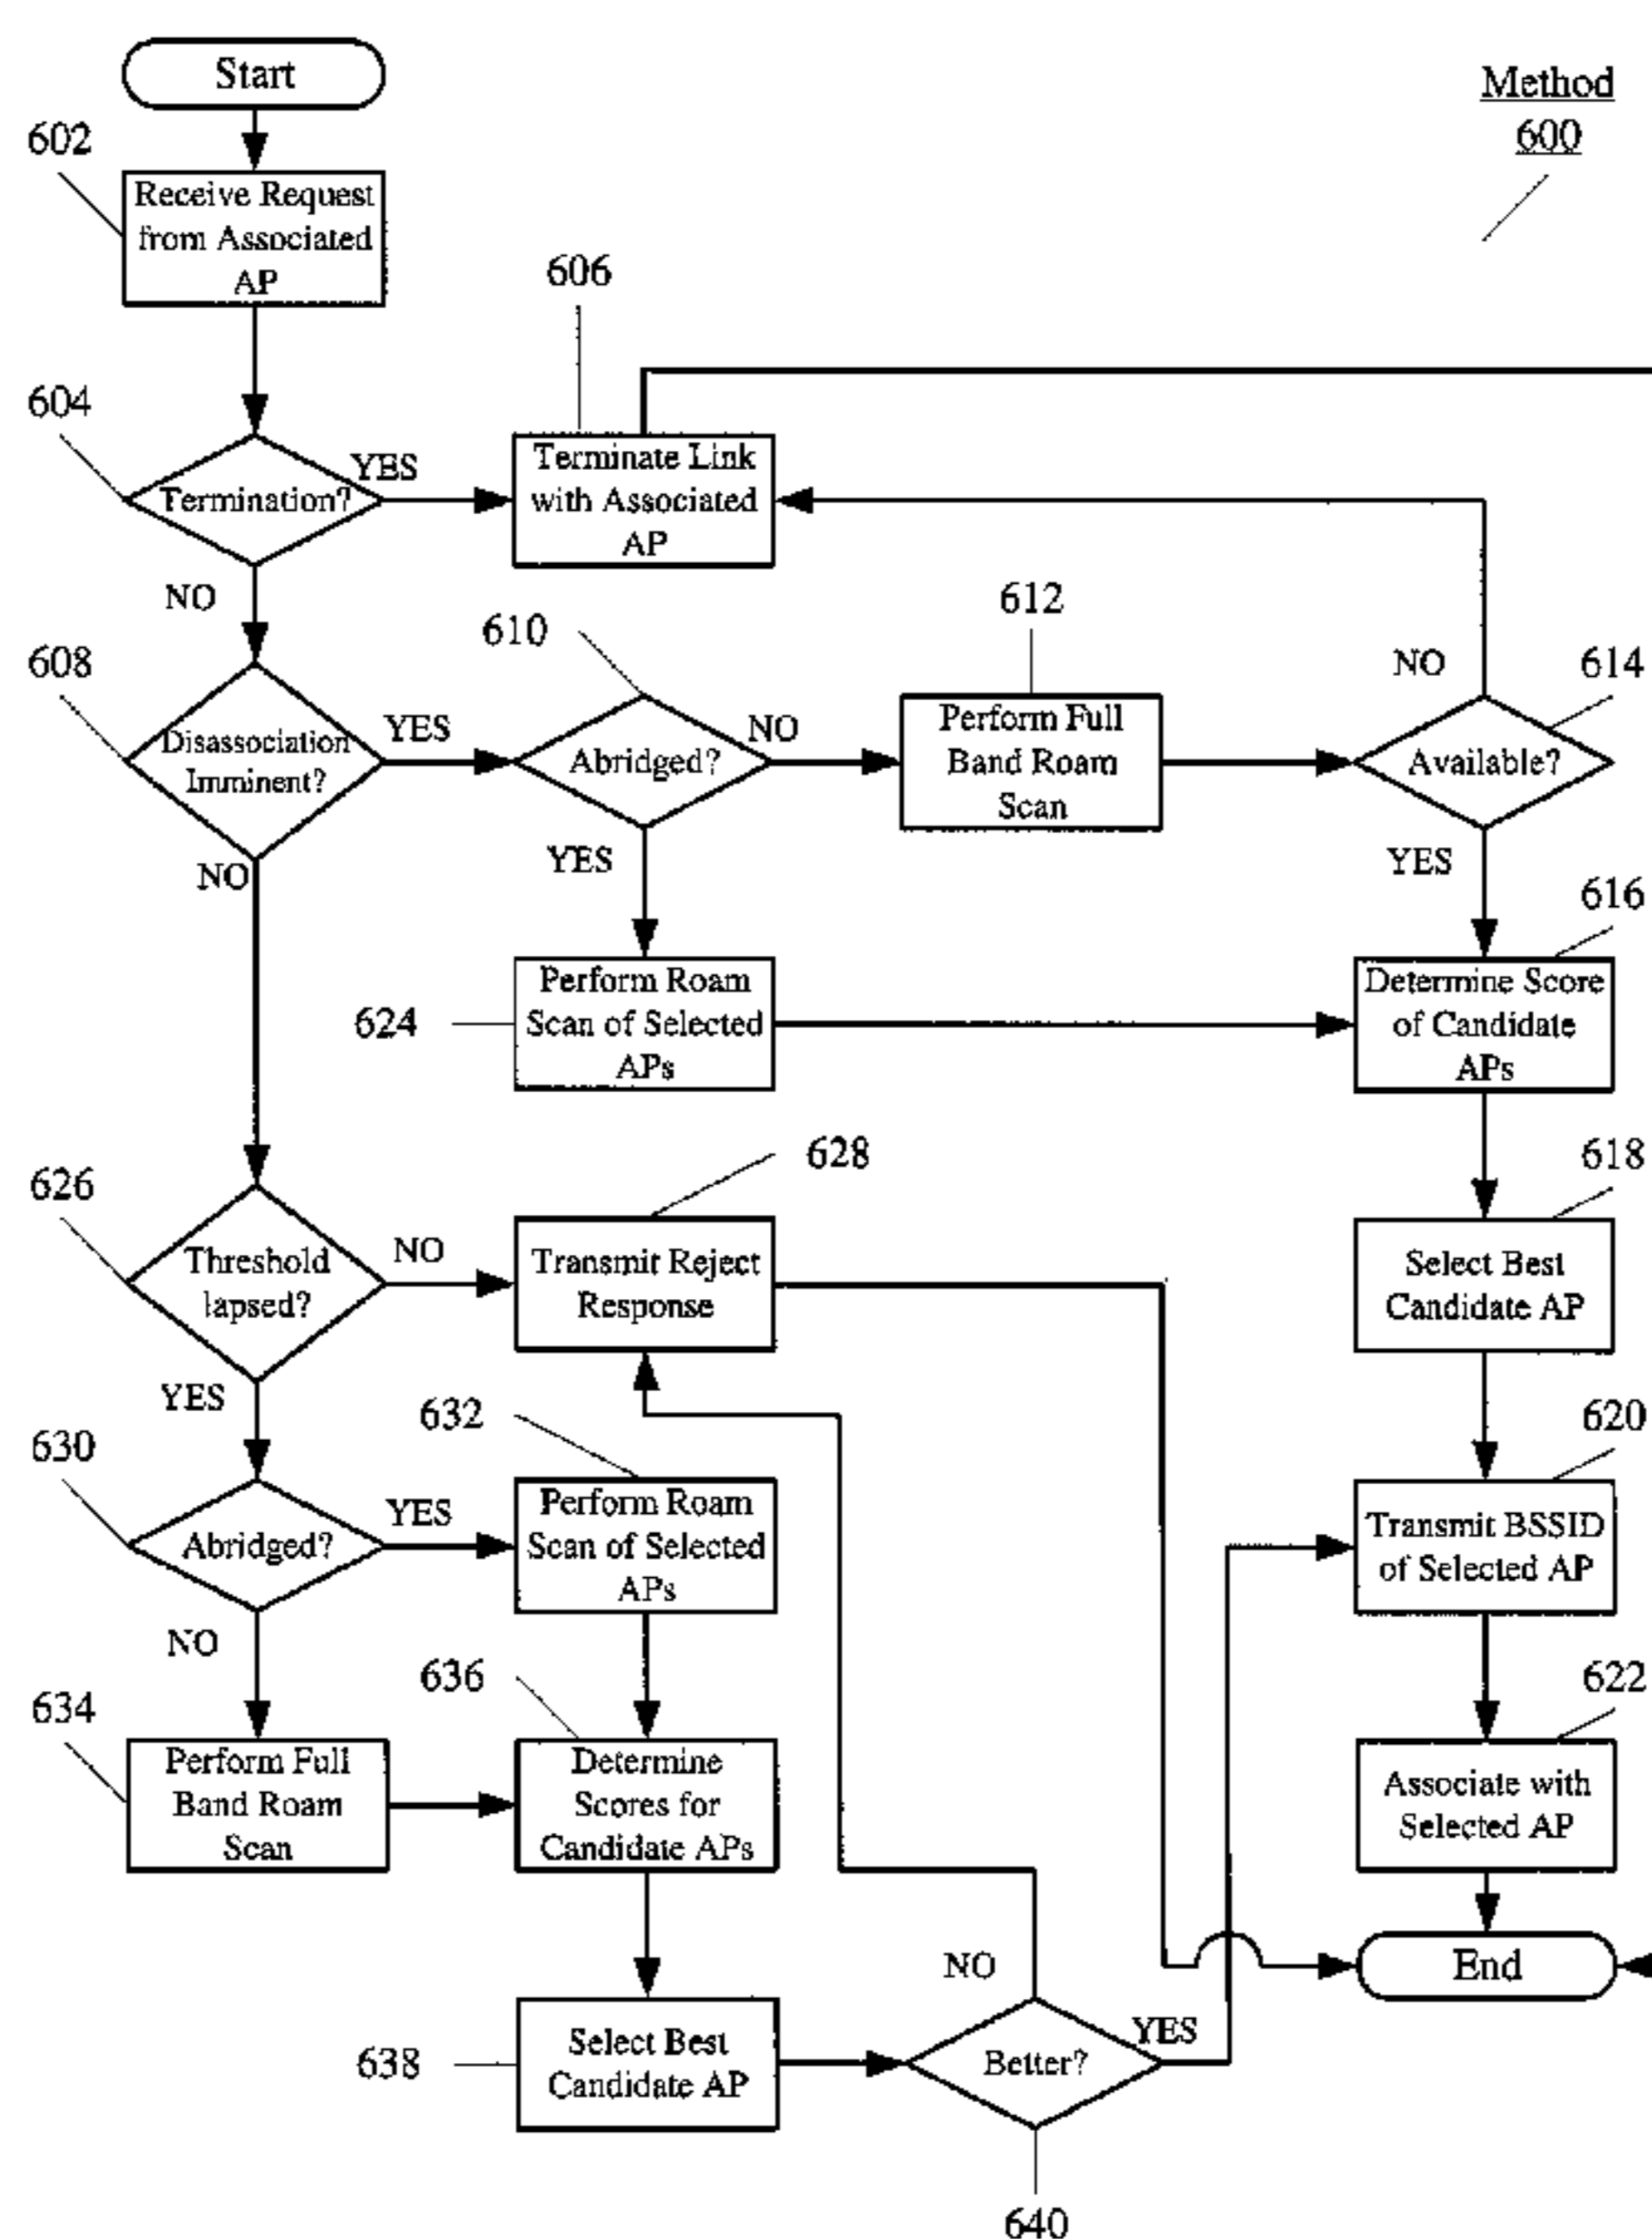 Start
Method
600
602
Receive Request
from Associated
AP
606
604
Termination?
YES
Terminate Link
with Associated
AP
NO
608
Disassociation
Imminent?
YES
610
Abridged?
NO
612
Perform Full
Band Roam
Scan
NO
614
Available?
NO
YES
YES
616
624
Perform Roam
Scan of Selected
APs
Determine Score
of Candidate
APs
628
618
626
Threshold
lapsed?
NO
Transmit Reject
Response
Select Best
Candidate AP
YES
632
620
630
Abridged?
YES
Perform Roam
Scan of Selected
APs
Transmit BSSID
of Selected AP
NO
636
622
634
Perform Full
Band Roam
Scan
Determine
Scores for
Candidate APs
Associate with
Selected AP
NO
End
638
Select Best
Candidate AP
Better?
YES
640